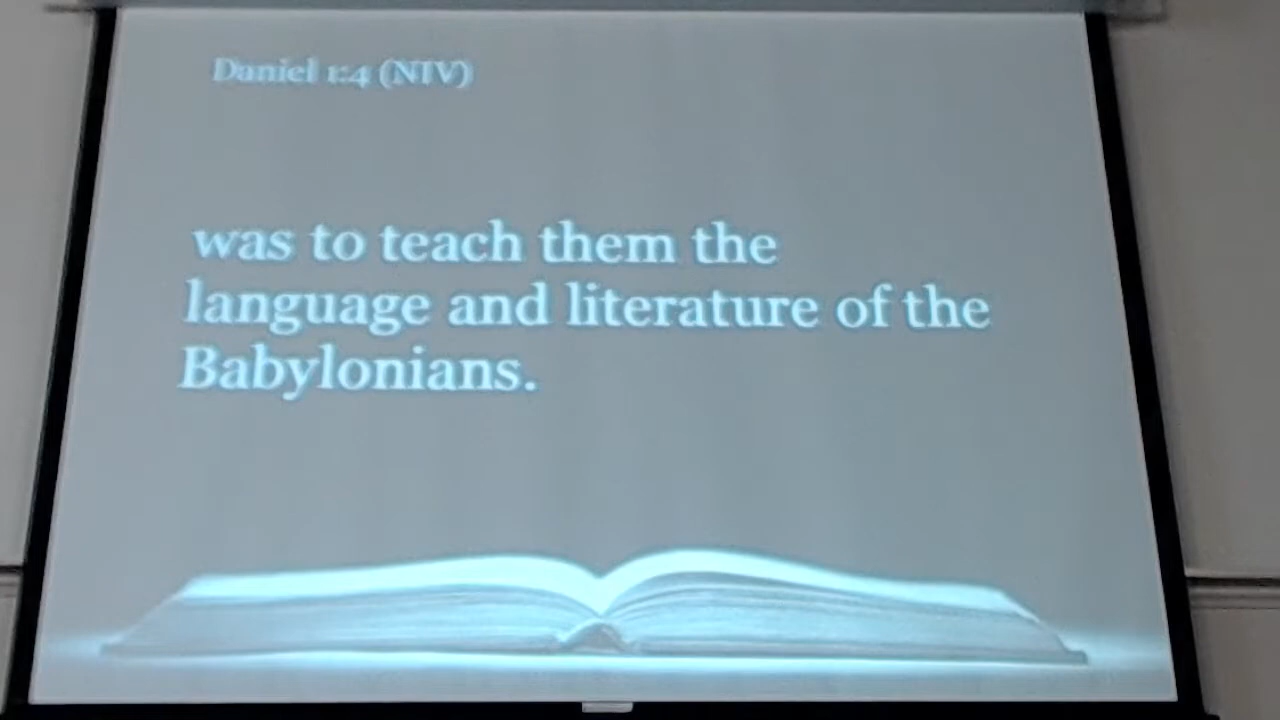 Daniel 1:4 (NIV)
was to teach them the
language and literature of the
Babylonians.